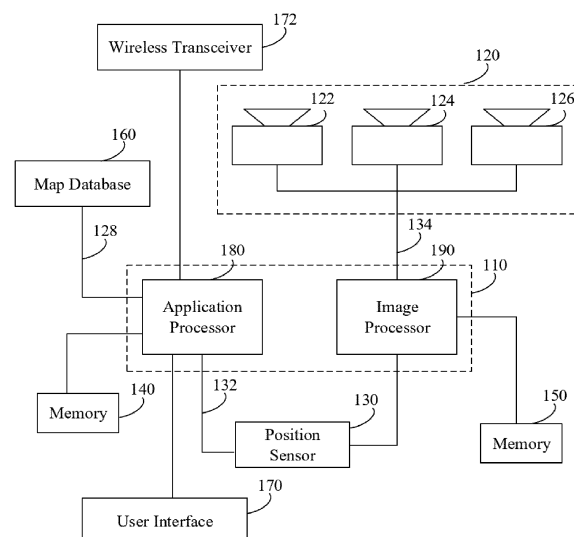 172
Wireless Transceiver
120
122
124
126
160
Map Database
128
134
180
190
110
Application
Processor
Image
Processor
132
130
140
Memory
Position
Sensor
150
Memory
170
User Interface